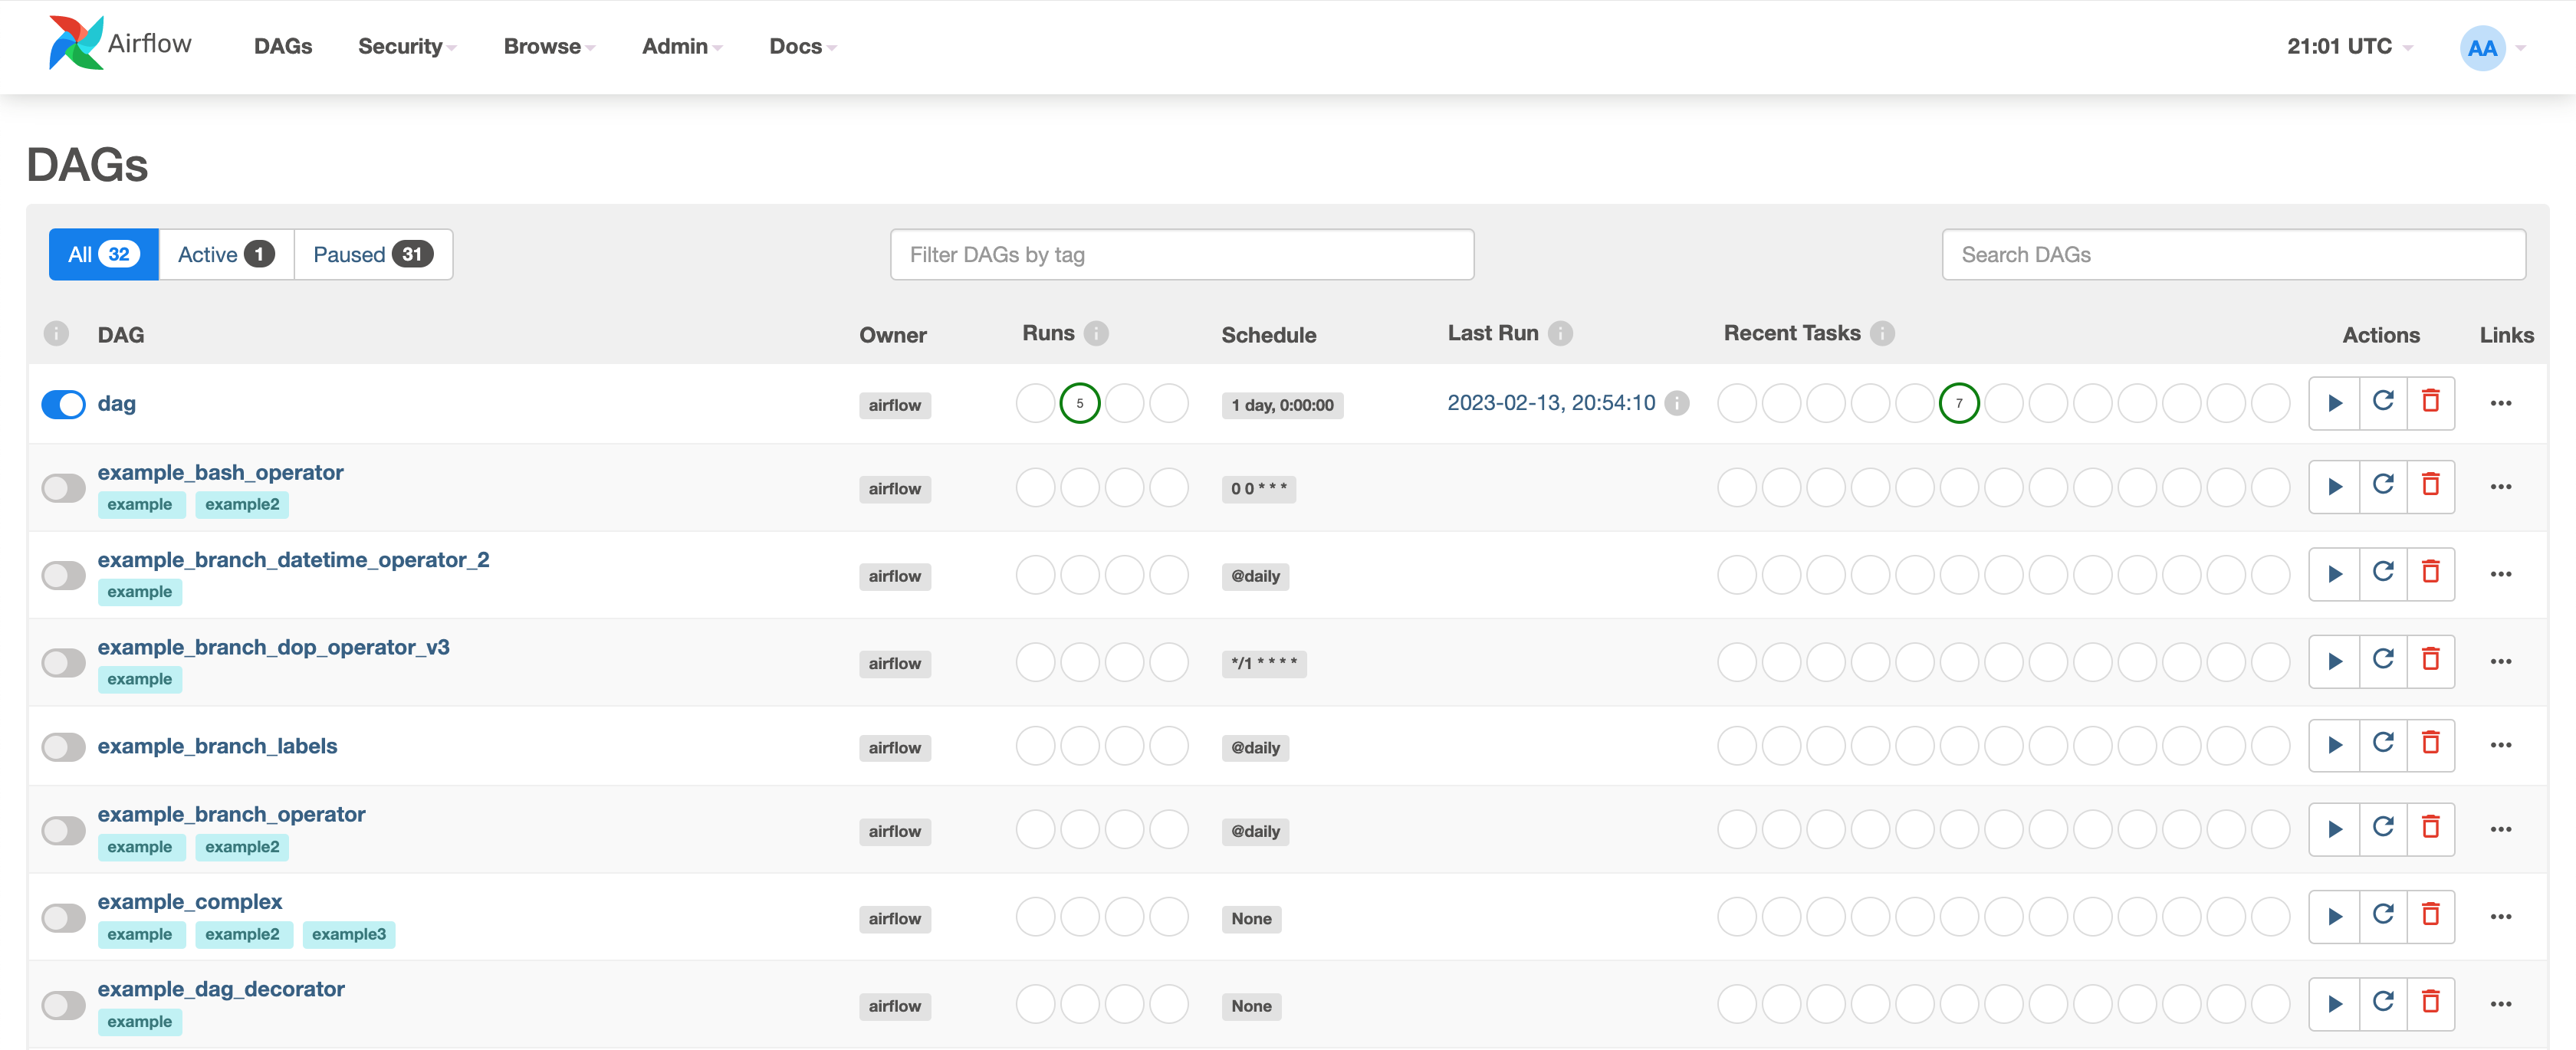 Airflow DAGs Security Browse Admin Docs 21:01 UTC AA
DAGs
All 32 Active 1 Paused 31 Filter DAGs by tag Search DAGs
i DAG Owner Runs i Schedule Last Run i Recent Tasks i Actions Links
dag airflow 5 1 day, 0:00:00 2023-02-13, 20:54:10 i 7
example_bash_operator
example example2 airflow 0 0 * * *
example_branch_datetime_operator_2
example airflow @daily
example_branch_dop_operator_v3
example airflow */1 * * * *
example_branch_labels airflow @daily
example_branch_operator
example example2 airflow @daily
example_complex
example example2 example3 airflow None
example_dag_decorator
example airflow None